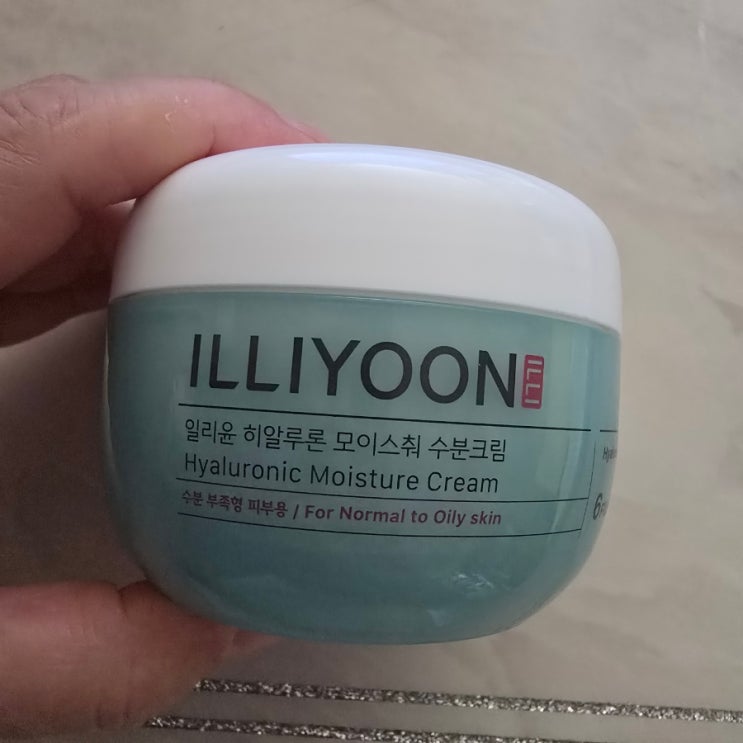 ILLIYOON ILLI
일리윤 히알루론 모이스춰 수분크림
Hyaluronic Moisture Cream
수분 부족형 피부용 / For Normal to Oily skin